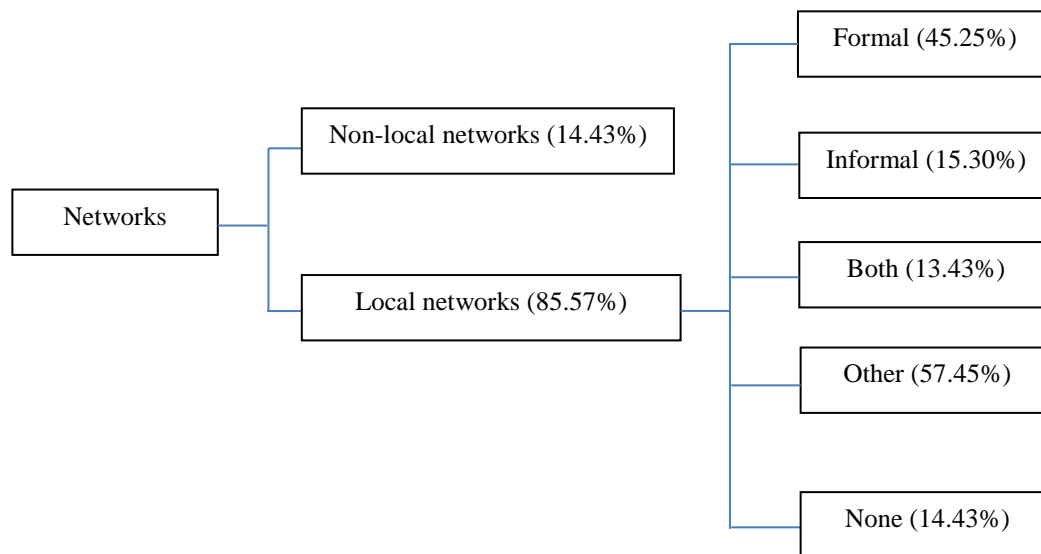 Networks
Non-local networks (14.43%)
Local networks (85.57%)
Formal (45.25%)
Informal (15.30%)
Both (13.43%)
Other (57.45%)
None (14.43%)